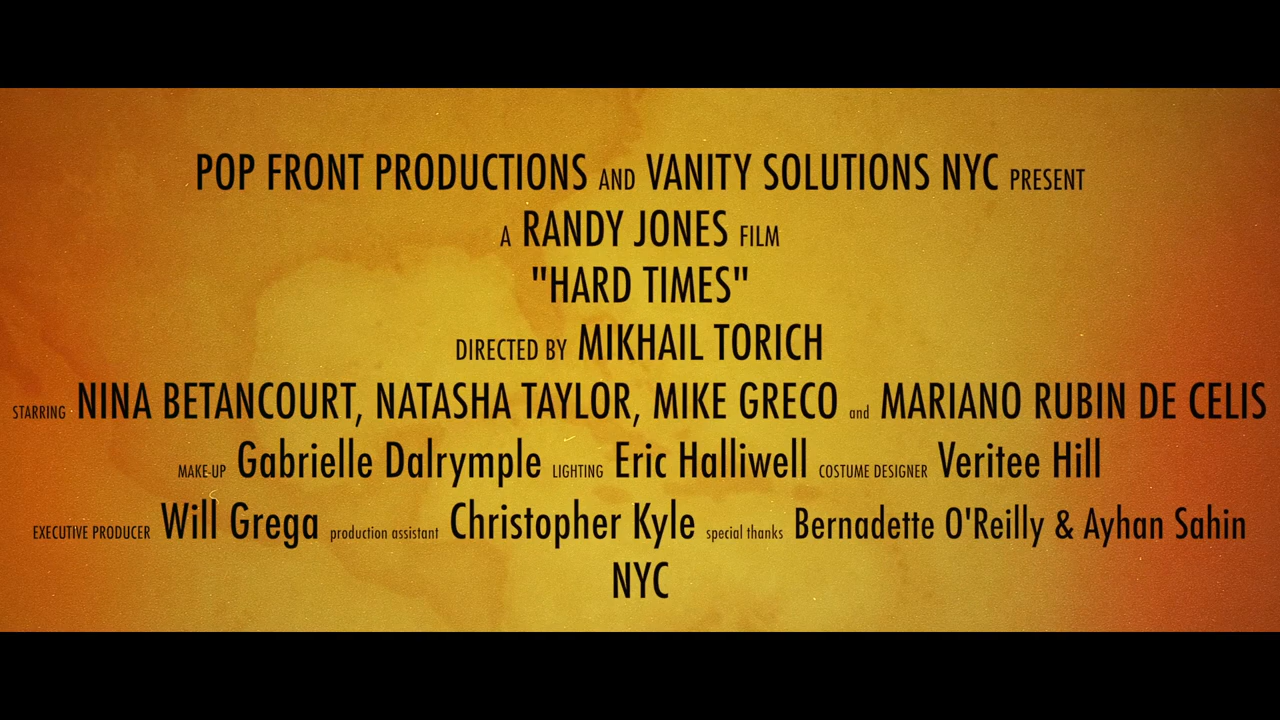 POP FRONT PRODUCTIONS AND VANITY SOLUTIONS NYC PRESENT
A RANDY JONES FILM
"HARD TIMES"
DIRECTED BY MIKHAIL TORICH
STARRING NINA BETANCOURT, NATASHA TAYLOR, MIKE GRECO and MARIANO RUBIN DE CELIS
MAKE-UP Gabrielle Dalrymple LIGHTING Eric Halliwell COSTUME DESIGNER Veritee Hill
EXECUTIVE PRODUCER Will Grega production assistant Christopher Kyle special thanks Bernadette O'Reilly & Ayhan Sahin
NYC